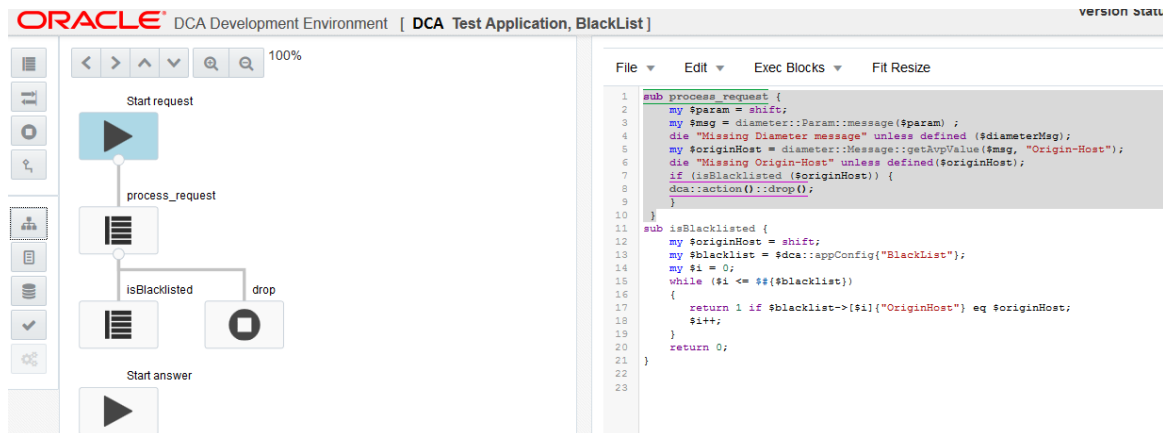 ORACLE® DCA Development Environment [ DCA Test Application, BlackList ]
Version Statu
100%
Start request
process_request
isBlacklisted drop
Start answer
File Edit Exec Blocks Fit Resize
1 sub process_request {
2 my $param = shift;
3 my $msg = diameter::Param::message($param) ;
4 die "Missing Diameter message" unless defined ($diameterMsg);
5 my $originHost = diameter::Message::getAvpValue($msg, "Origin-Host");
6 die "Missing Origin-Host" unless defined($originHost);
7 if (isBlacklisted ($originHost)) {
8 dca::action()::drop();
9 }
10 }
11 sub isBlacklisted {
12 my $originHost = shift;
13 my $blacklist = $dca::appConfig{"BlackList"};
14 my $i = 0;
15 while ($i <= $#{$blacklist})
16 {
17 return 1 if $blacklist->[$i]{"OriginHost"} eq $originHost;
18 $i++;
19 }
20 return 0;
21 }
22
23